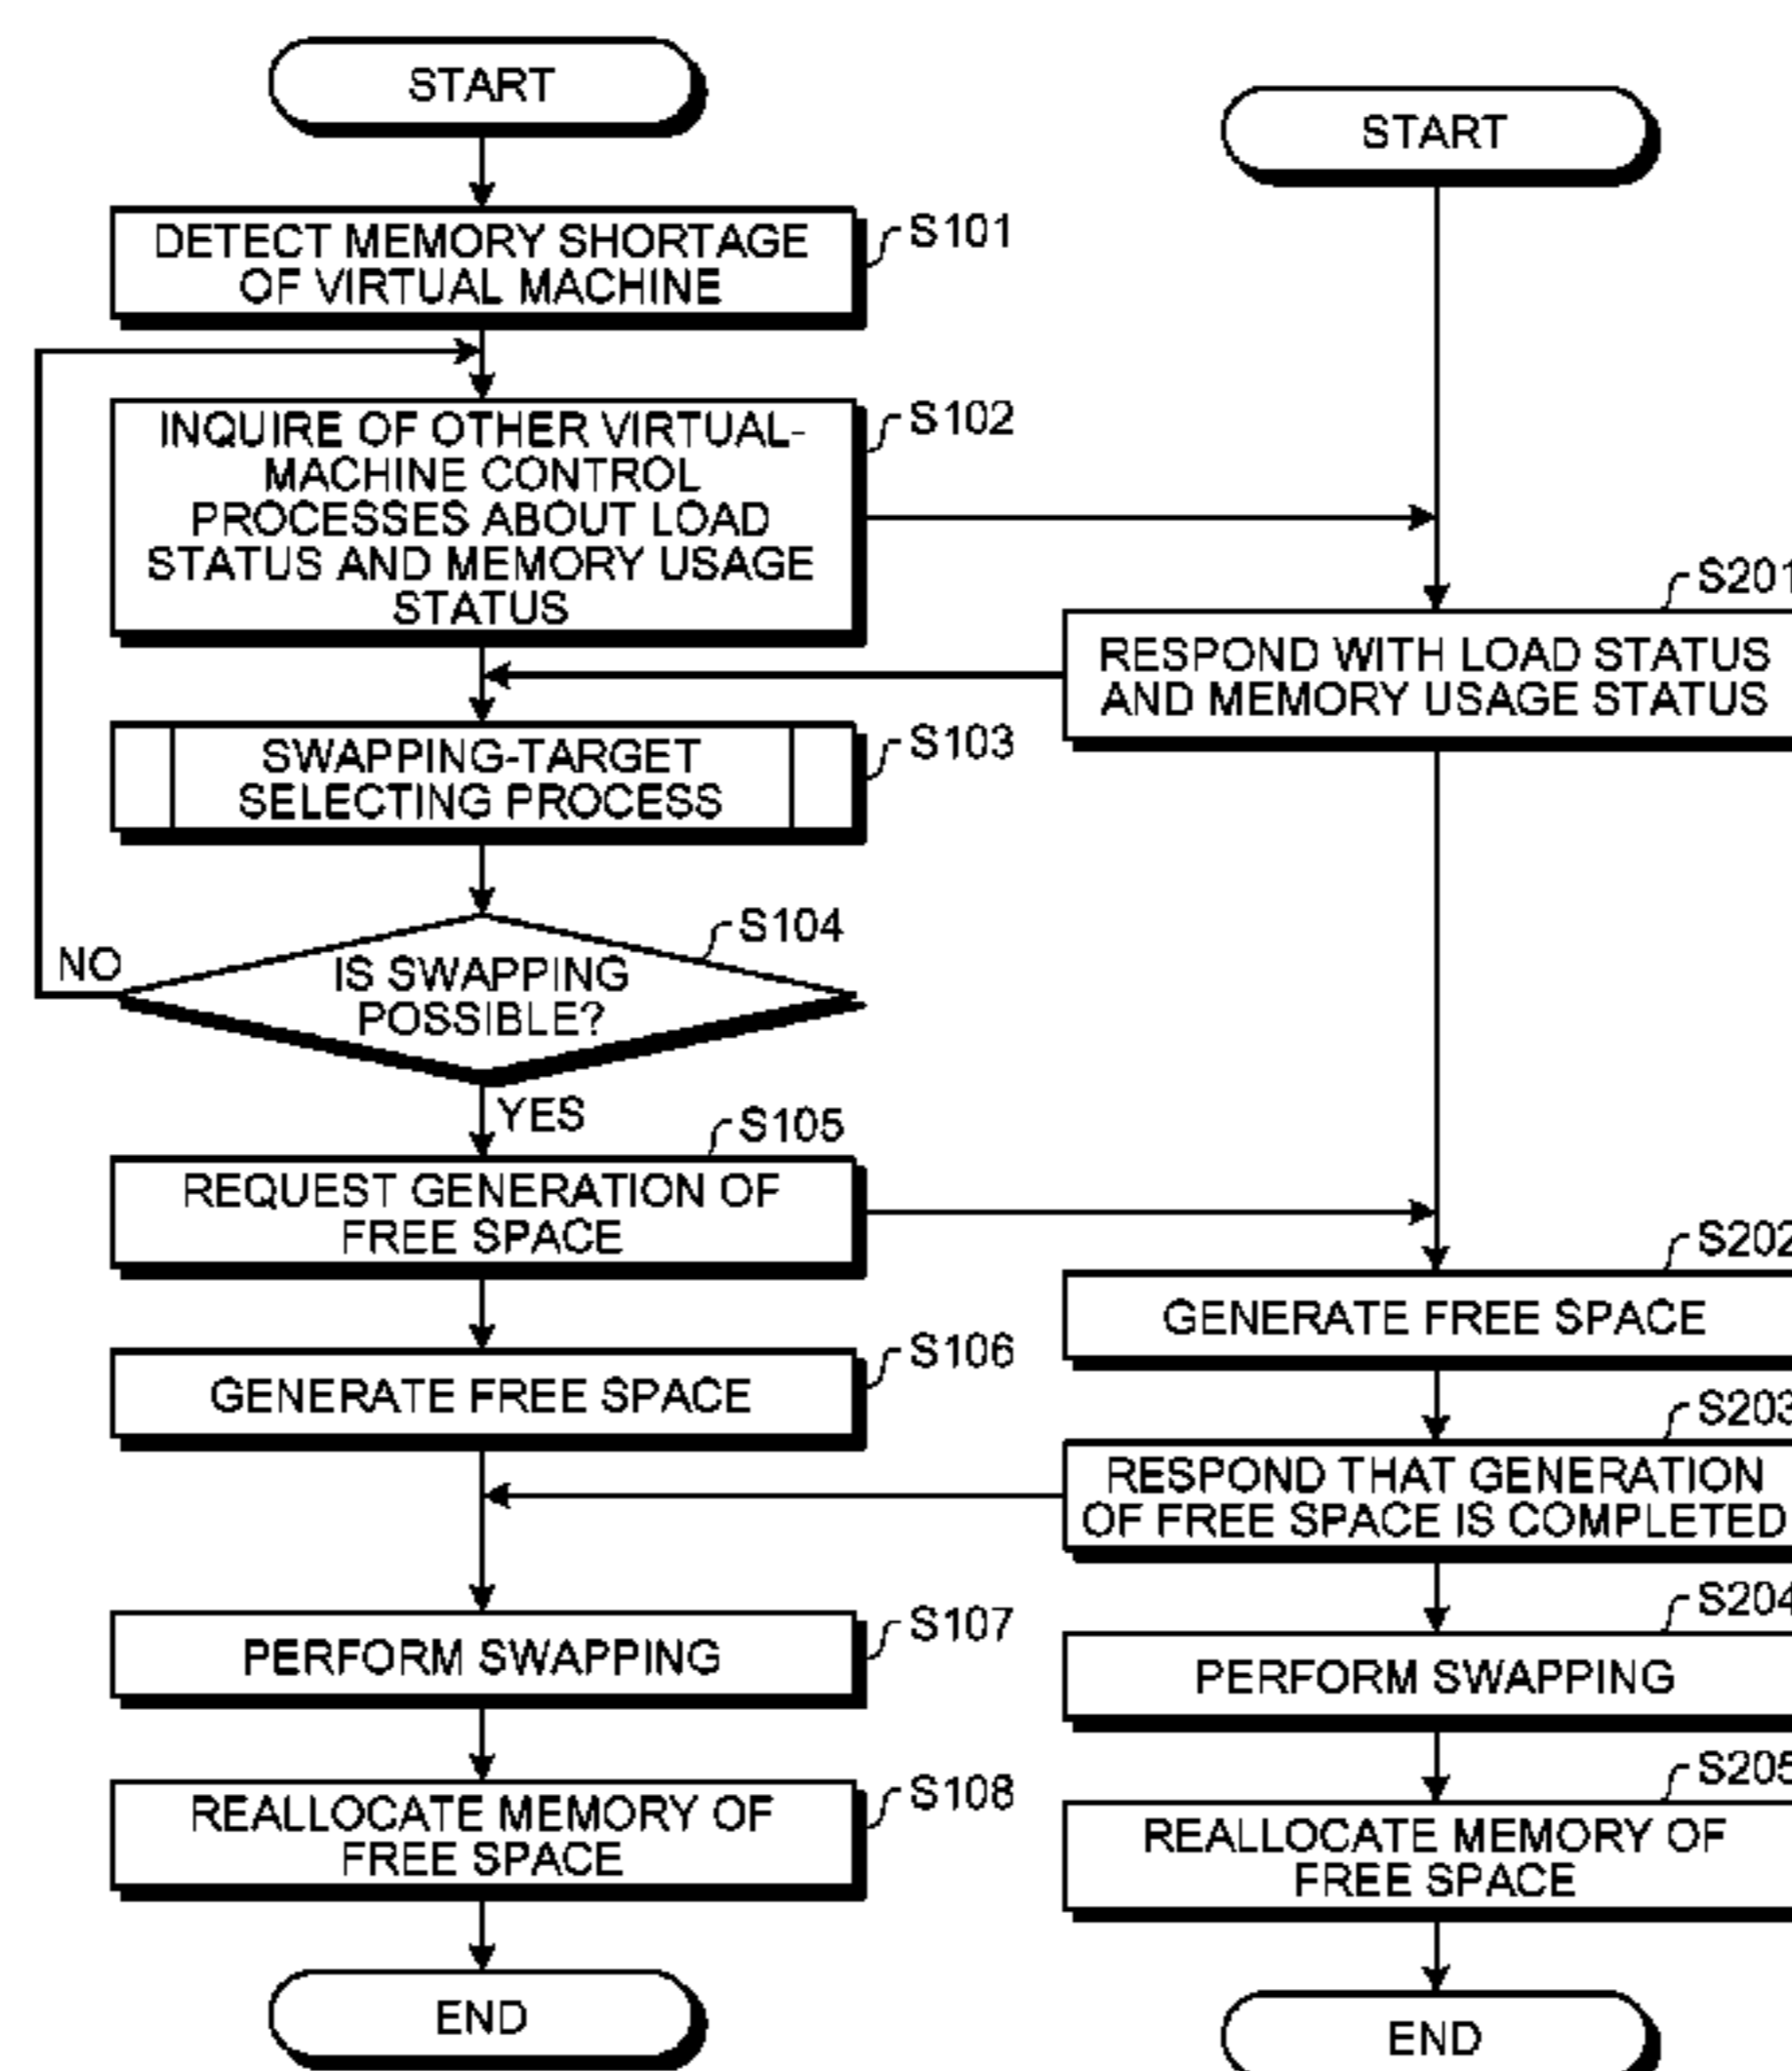 START
DETECT MEMORY SHORTAGE
OF VIRTUAL MACHINE
S101
INQUIRE OF OTHER VIRTUAL-
MACHINE CONTROL
PROCESSES ABOUT LOAD
STATUS AND MEMORY USAGE
STATUS
S102
SWAPPING-TARGET
SELECTING PROCESS
S103
IS SWAPPING
POSSIBLE?
S104
NO
YES
REQUEST GENERATION OF
FREE SPACE
S105
GENERATE FREE SPACE
S106
PERFORM SWAPPING
S107
REALLOCATE MEMORY OF
FREE SPACE
S108
END
START
S201
RESPOND WITH LOAD STATUS
AND MEMORY USAGE STATUS
S202
GENERATE FREE SPACE
S203
RESPOND THAT GENERATION
OF FREE SPACE IS COMPLETED
S204
PERFORM SWAPPING
S205
REALLOCATE MEMORY OF
FREE SPACE
END